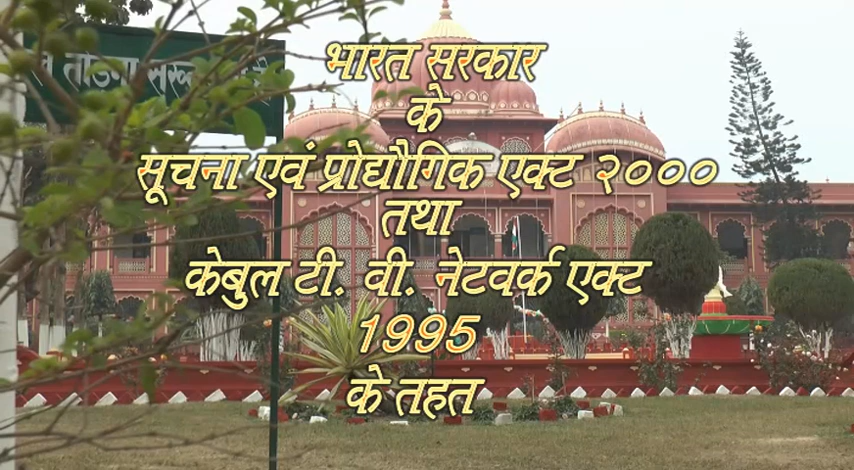 भारत सरकार
के
सूचना एवं प्रोद्यौगिक एक्ट २०००
तथा
केबुल टी. वी. नेटवर्क एक्ट
1995
के तहत